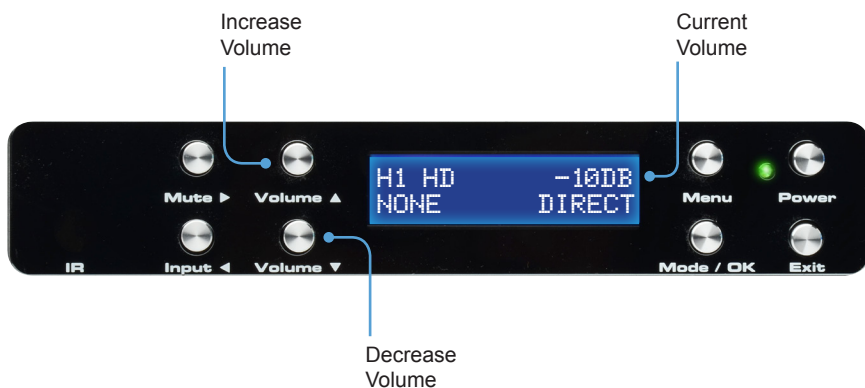 Increase
Volume
Current
Volume
H1 HD -10DB
NONE DIRECT
Mute ▶ Volume ▲
Menu Power
IR Input ◀ Volume ▼
Mode / OK Exit
Decrease
Volume